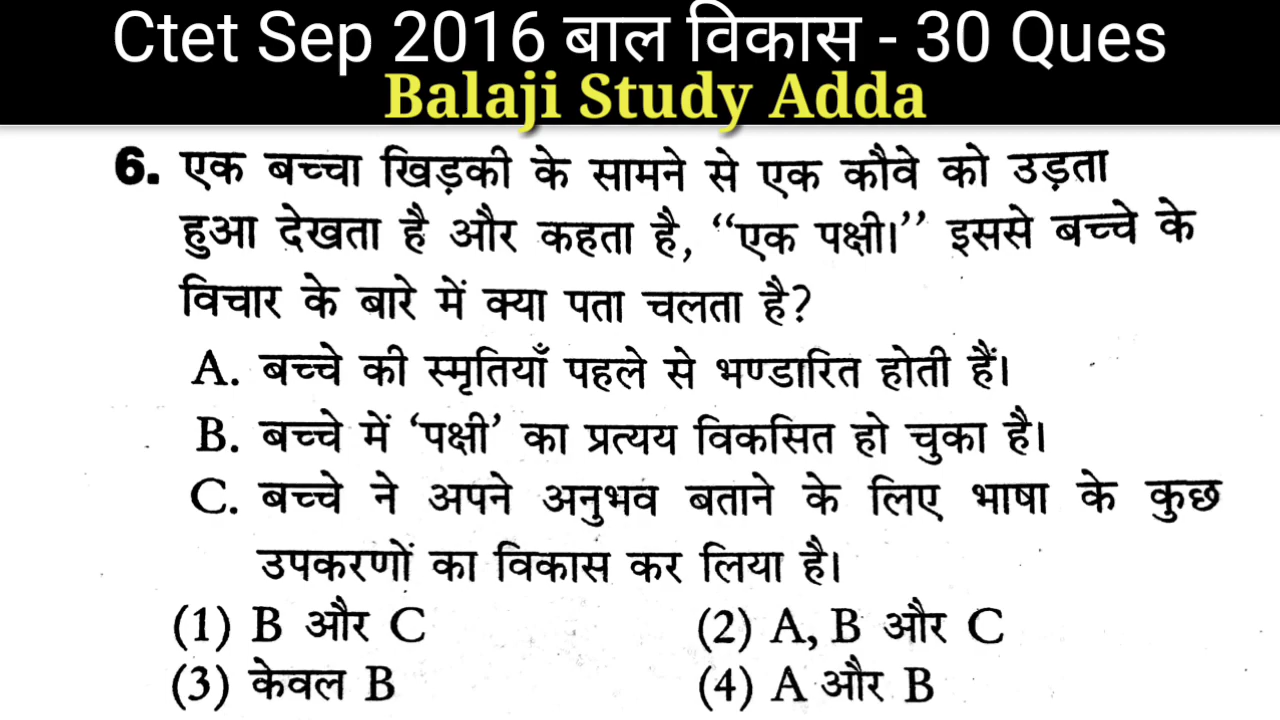 Ctet Sep 2016 बाल विकास - 30 Ques
Balaji Study Adda
6. एक बच्चा खिड़की के सामने से एक कौवे को उड़ता
हुआ देखता है और कहता है, “एक पक्षी।” इससे बच्चे के
विचार के बारे में क्या पता चलता है?
A. बच्चे की स्मृतियाँ पहले से भण्डारित होती हैं।
B. बच्चे में ‘पक्षी’ का प्रत्यय विकसित हो चुका है।
C. बच्चे ने अपने अनुभव बताने के लिए भाषा के कुछ
उपकरणों का विकास कर लिया है।
(1) B और C (2) A, B और C
(3) केवल B (4) A और B